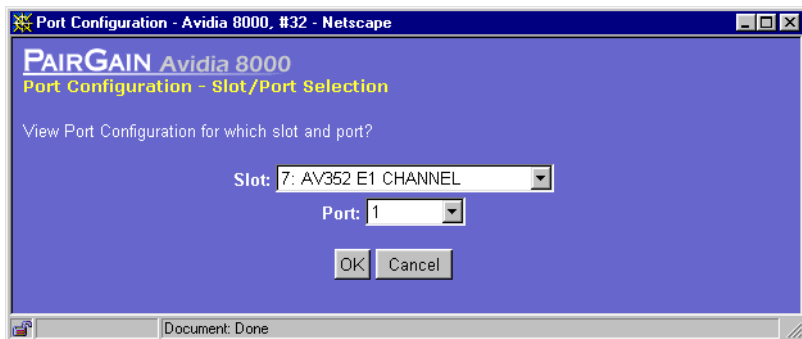 Port Configuration - Avidia 8000, #32 - Netscape
PAIRGAIN Avidia 8000
Port Configuration - Slot/Port Selection
View Port Configuration for which slot and port?
Slot: 7: AV352 E1 CHANNEL
Port: 1
OK Cancel
Document: Done